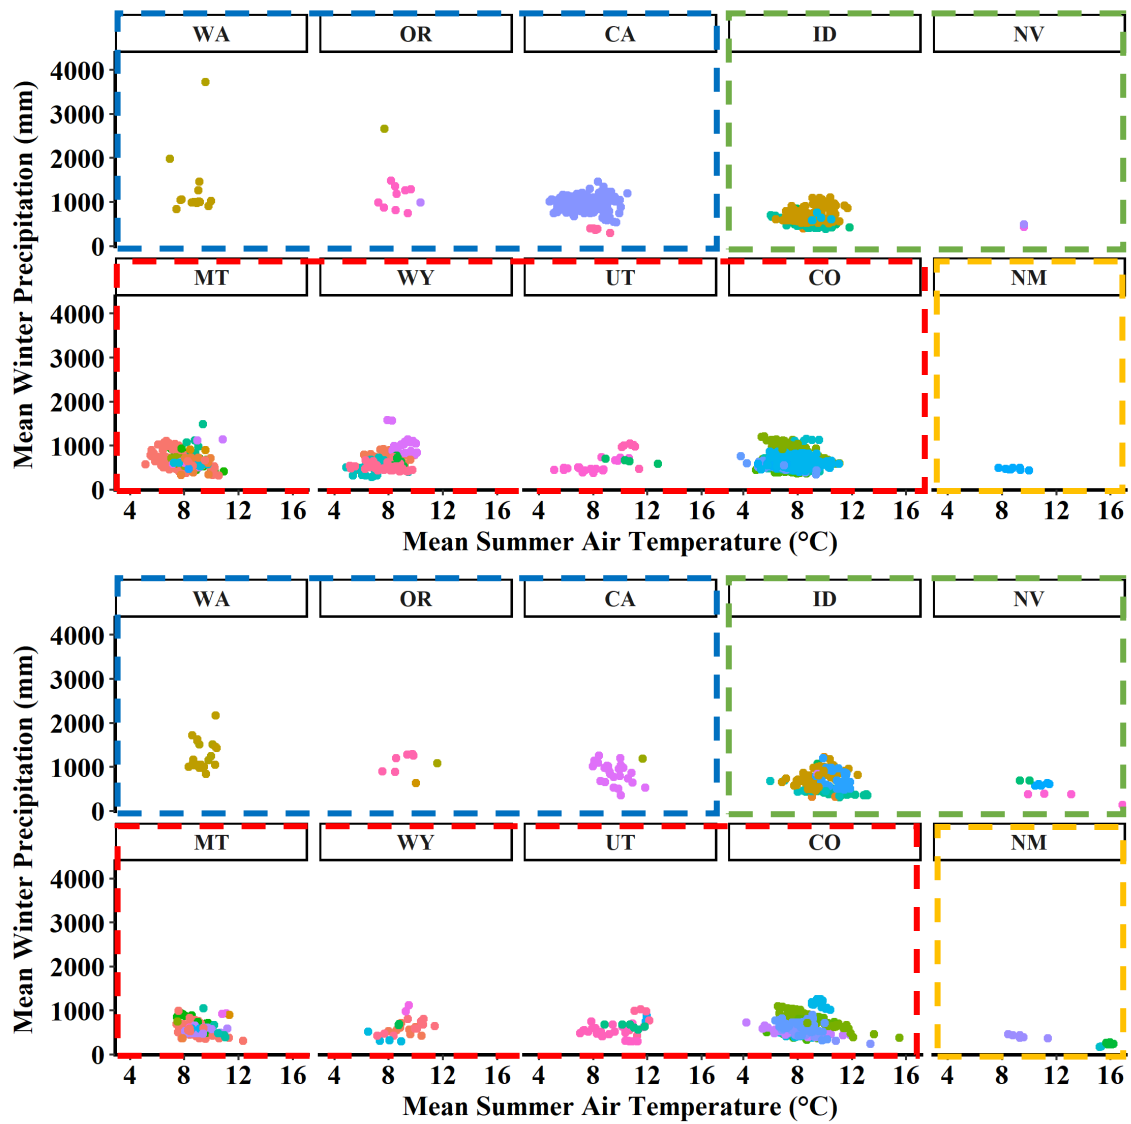 WA OR CA ID NV
4000
3000
2000
1000
0
MT WY UT CO NM
4000
3000
2000
1000
0
4 8 12 16 4 8 12 16 4 8 12 16 4 8 12 16 4 8 12 16
Mean Summer Air Temperature (°C)
Mean Winter Precipitation (mm)
WA OR CA ID NV
4000
3000
2000
1000
0
MT WY UT CO NM
4000
3000
2000
1000
0
4 8 12 16 4 8 12 16 4 8 12 16 4 8 12 16 4 8 12 16
Mean Summer Air Temperature (°C)
Mean Winter Precipitation (mm)